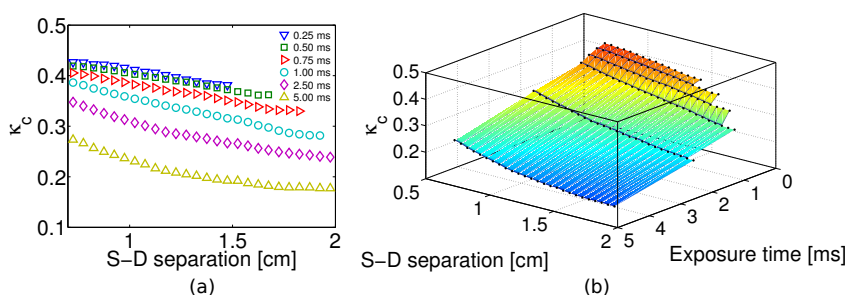 0.5
0.4
0.3
0.2
0.1
κc
1
1.5
2
S−D separation [cm]
0.25 ms
0.50 ms
0.75 ms
1.00 ms
2.50 ms
5.00 ms
(a)
0.5
0.4
0.3
0.2
κc
0.5
1
1.5
2
S−D separation [cm]
5
4
3
2
1
0
Exposure time [ms]
(b)